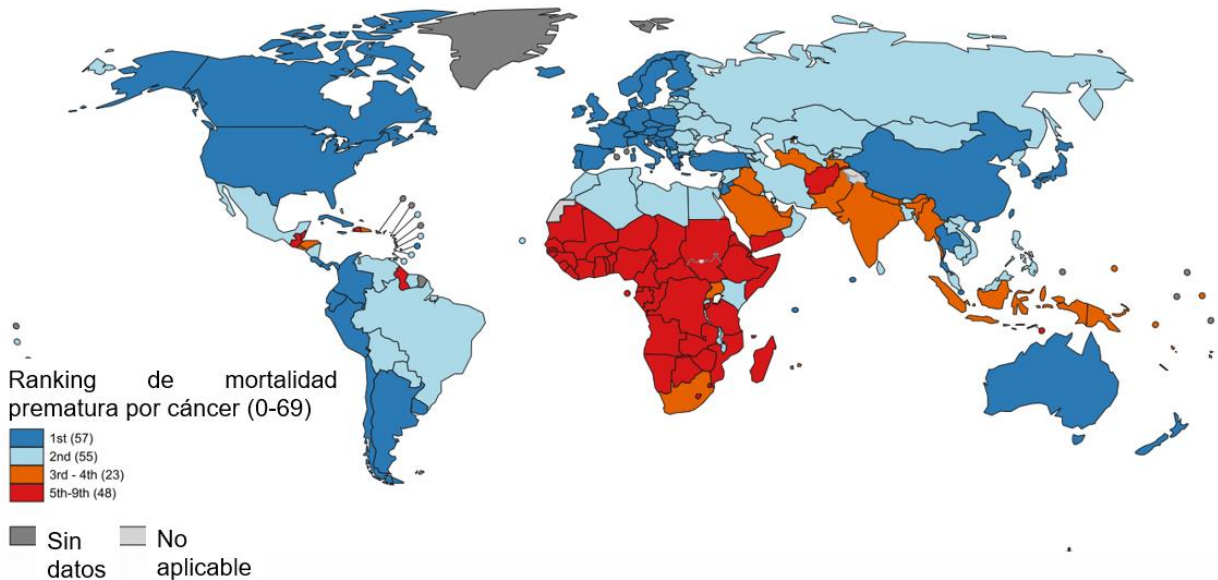 Ranking de mortalidad
prematura por cáncer (0-69)
1st (57)
2nd (55)
3rd - 4th (23)
5th-9th (48)
Sin datos
No aplicable